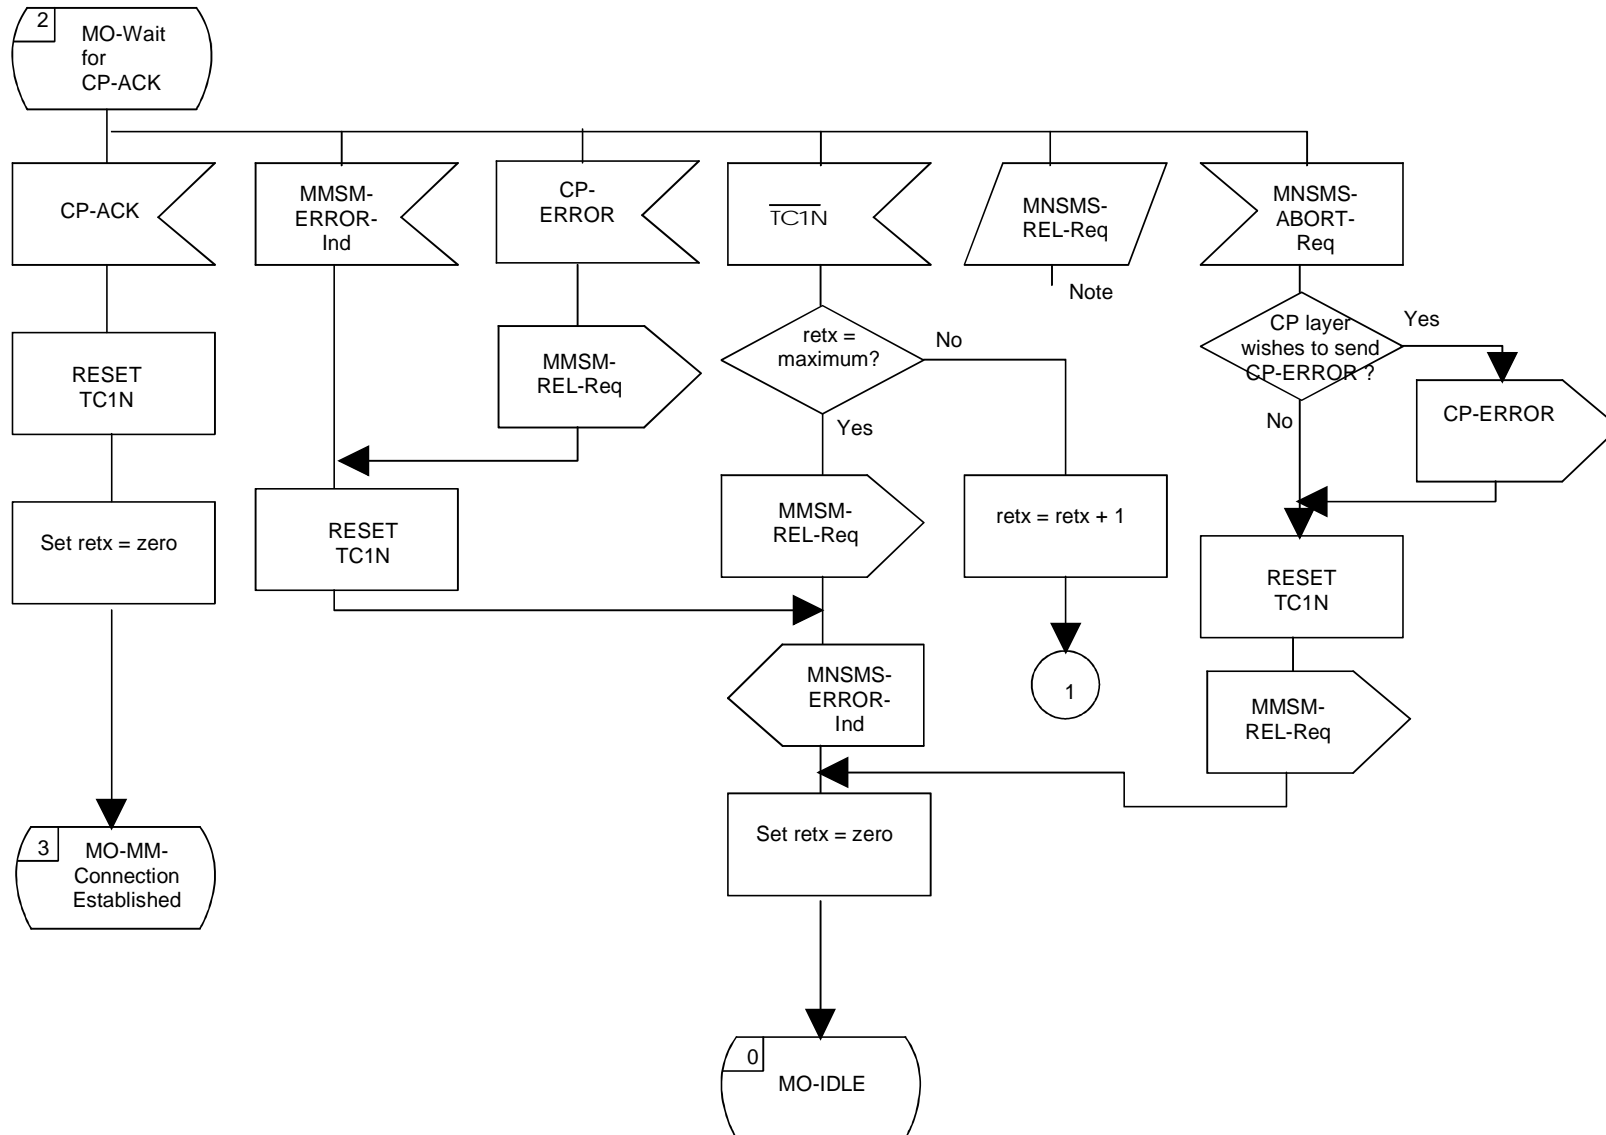 2
MO-Wait
for
CP-ACK
CP-ACK
MMSM-
ERROR-
Ind
CP-
ERROR
TC1N
MNSMS-
REL-Req
Note
MNSMS-
ABORT-
Req
RESET
TC1N
MMSM-
REL-Req
retx =
maximum?
No
Yes
CP layer
wishes to send
CP-ERROR ?
Yes
No
CP-ERROR
Set retx = zero
RESET
TC1N
MMSM-
REL-Req
retx = retx + 1
RESET
TC1N
MNSMS-
ERROR-
Ind
1
MMSM-
REL-Req
Set retx = zero
3
MO-MM-
Connection
Established
0
MO-IDLE